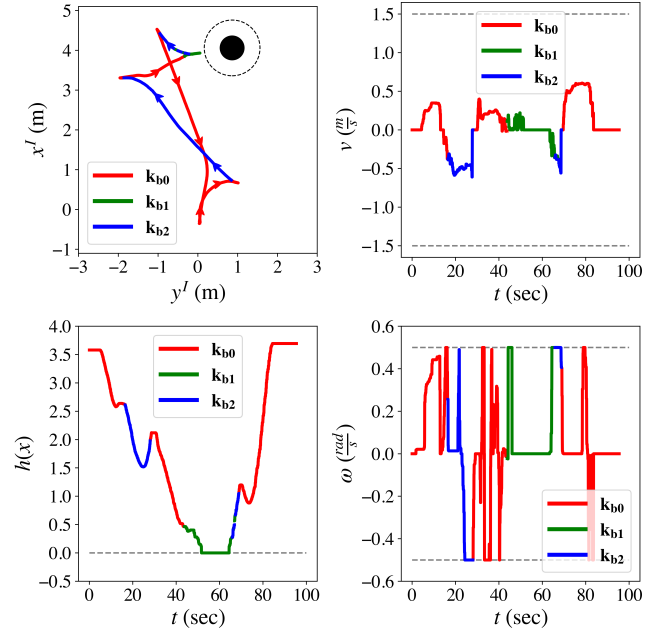 5
4
3
2
1
0
−1
−3 −2 −1 0 1 2 3
x^I (m)
y^I (m)
k_b0
k_b1
k_b2
1.5
1.0
0.5
0.0
−0.5
−1.0
−1.5
0 20 40 60 80 100
v (m/s)
t (sec)
k_b0
k_b1
k_b2
4.0
3.5
3.0
2.5
2.0
1.5
1.0
0.5
0.0
−0.5
0 20 40 60 80 100
h(x)
t (sec)
k_b0
k_b1
k_b2
0.6
0.4
0.2
0.0
−0.2
−0.4
−0.6
0 20 40 60 80 100
ω (rad/s)
t (sec)
k_b0
k_b1
k_b2